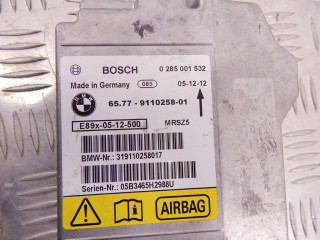 BOSCH 0 285 001 532
Made in Germany 085 05-12-12
65.77 - 9110258-01
E89x-05-12-500 MRSZ5
BMW-Nr.: 319110258017
Serien-Nr.: 05B3465H2988U
AIRBAG